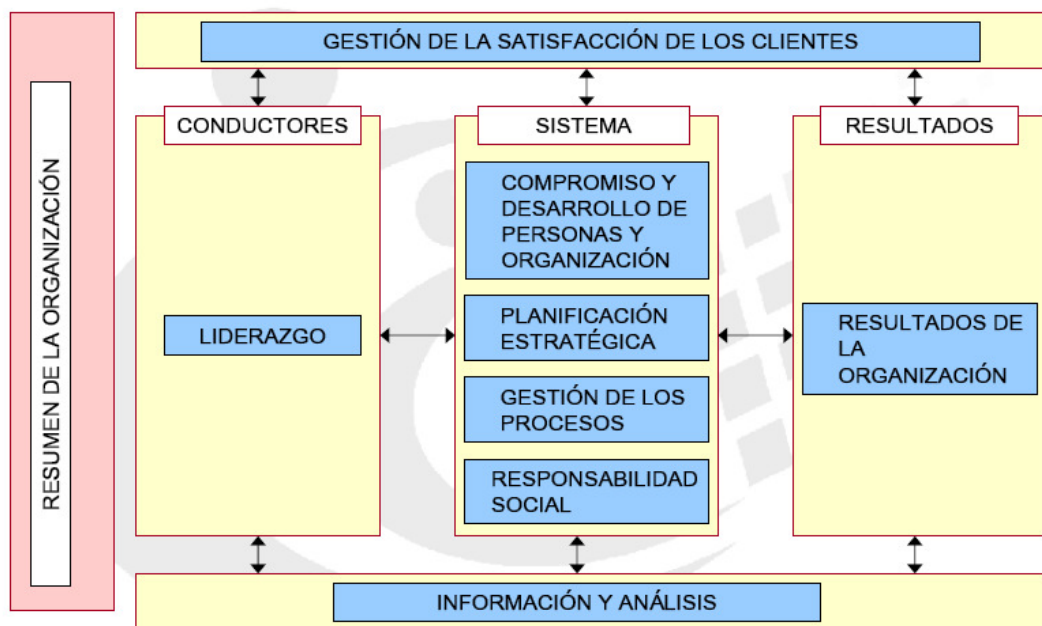 GESTIÓN DE LA SATISFACCIÓN DE LOS CLIENTES
RESUMEN DE LA ORGANIZACIÓN
CONDUCTORES
LIDERAZGO
SISTEMA
COMPROMISO Y
DESARROLLO DE
PERSONAS Y
ORGANIZACIÓN
PLANIFICACIÓN
ESTRATÉGICA
GESTIÓN DE LOS
PROCESOS
RESPONSABILIDAD
SOCIAL
RESULTADOS
RESULTADOS DE
LA
ORGANIZACIÓN
INFORMACIÓN Y ANÁLISIS